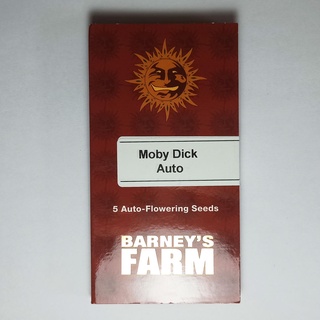 Moby Dick
Auto
5 Auto-Flowering Seeds
BARNEY'S
FARM